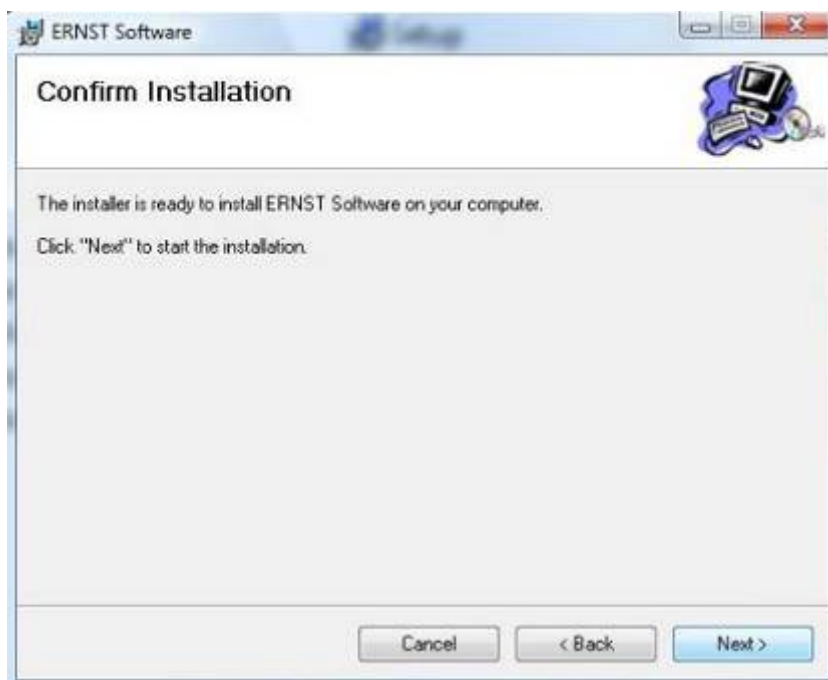 ERNST Software
Setup
Confirm Installation
The installer is ready to install ERNST Software on your computer.
Click "Next" to start the installation.
Cancel
< Back
Next >